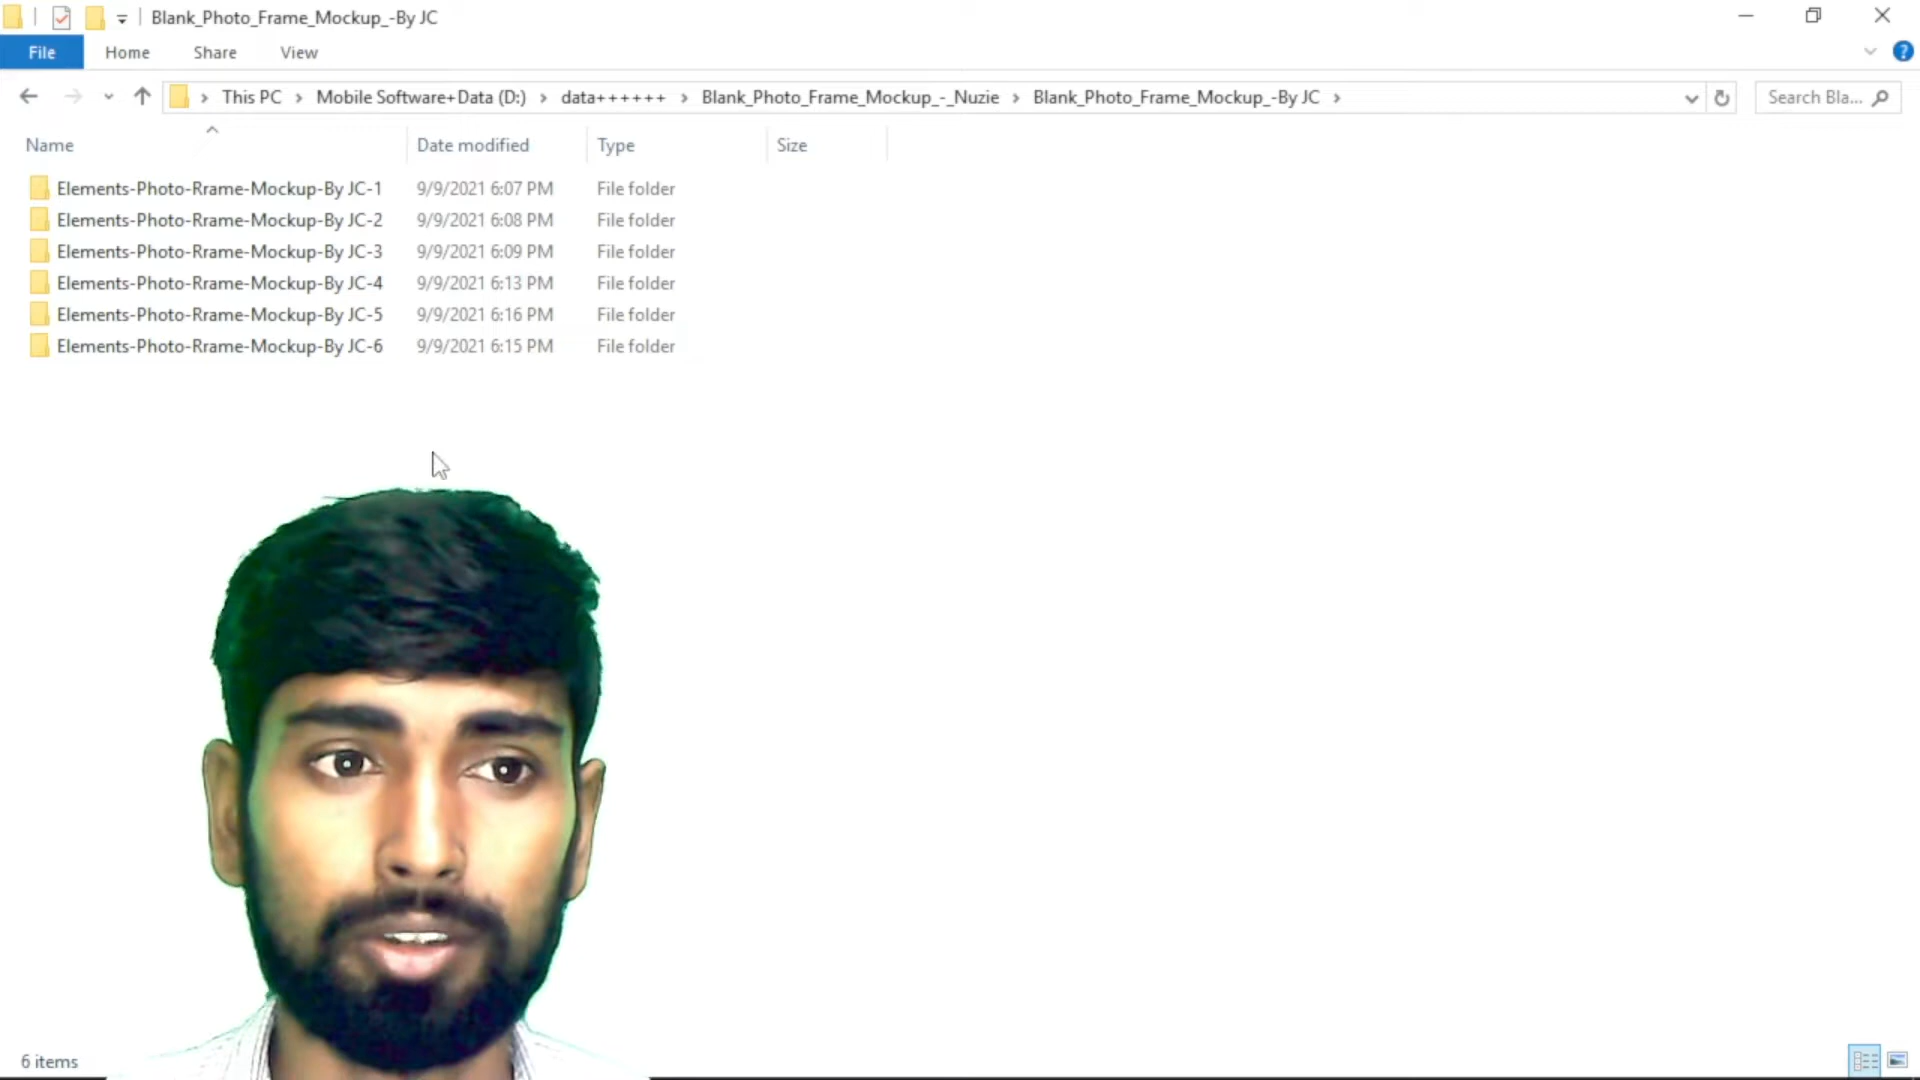 Blank_Photo_Frame_Mockup_-By JC
File Home Share View
This PC Mobile Software+Data (D:) data++++++ Blank_Photo_Frame_Mockup_-_Nuzie Blank_Photo_Frame_Mockup_-By JC Search Bla...
Name Date modified Type Size
Elements-Photo-Rrame-Mockup-By JC-1 9/9/2021 6:07 PM File folder
Elements-Photo-Rrame-Mockup-By JC-2 9/9/2021 6:08 PM File folder
Elements-Photo-Rrame-Mockup-By JC-3 9/9/2021 6:09 PM File folder
Elements-Photo-Rrame-Mockup-By JC-4 9/9/2021 6:13 PM File folder
Elements-Photo-Rrame-Mockup-By JC-5 9/9/2021 6:16 PM File folder
Elements-Photo-Rrame-Mockup-By JC-6 9/9/2021 6:15 PM File folder
6 items